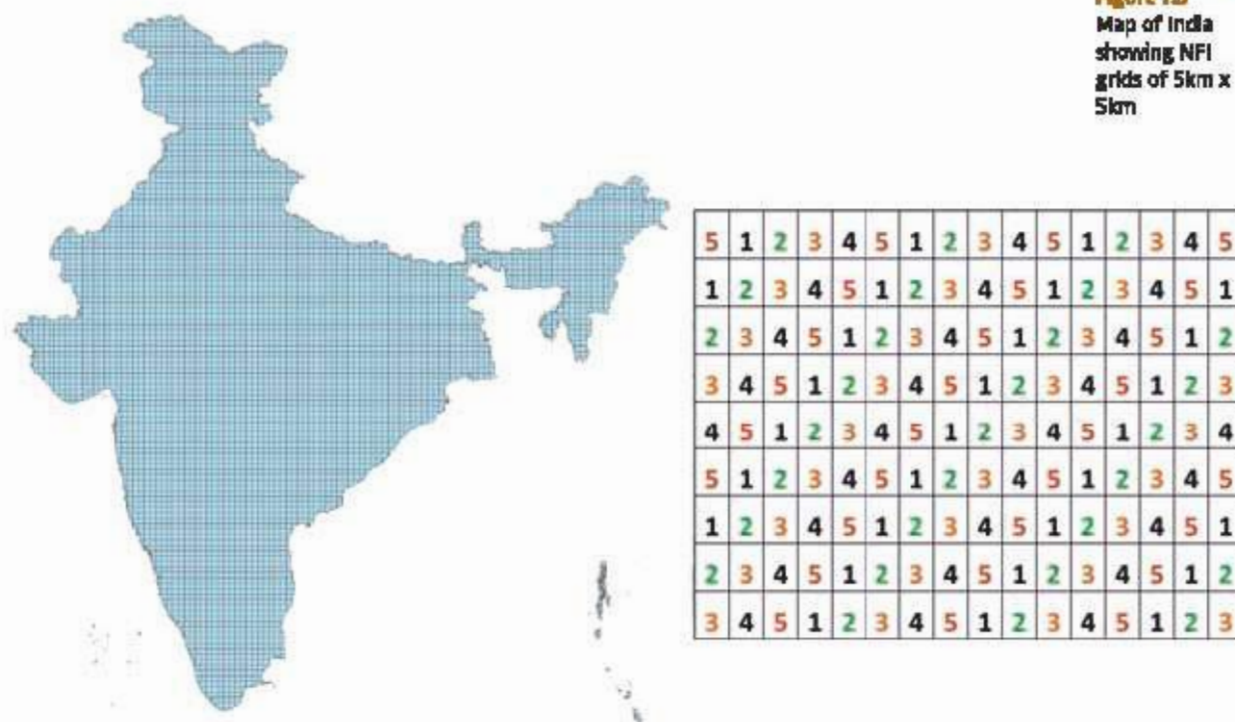 Map of India
showing NFI
grids of 5km x
5km
5 1 2 3 4 5 1 2 3 4 5 1 2 3 4 5
1 2 3 4 5 1 2 3 4 5 1 2 3 4 5 1
2 3 4 5 1 2 3 4 5 1 2 3 4 5 1 2
3 4 5 1 2 3 4 5 1 2 3 4 5 1 2 3
4 5 1 2 3 4 5 1 2 3 4 5 1 2 3 4
5 1 2 3 4 5 1 2 3 4 5 1 2 3 4 5
1 2 3 4 5 1 2 3 4 5 1 2 3 4 5 1
2 3 4 5 1 2 3 4 5 1 2 3 4 5 1 2
3 4 5 1 2 3 4 5 1 2 3 4 5 1 2 3